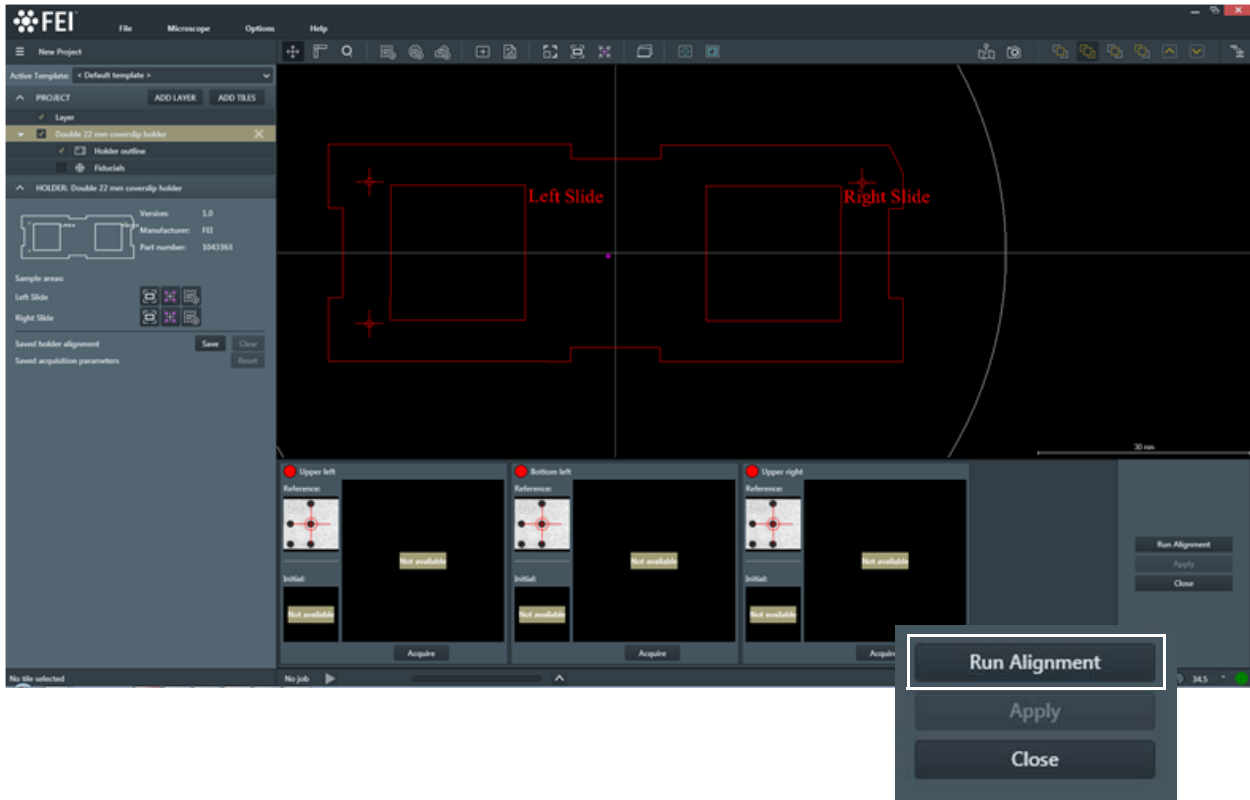 FEI
File Microscope Options Help
New Project
Active Template: < Default template >
PROJECT ADD LAYER ADD TILES
Layer
Double 22 mm coverslip holder
Holder outline
Fiducials
HOLDER: Double 22 mm coverslip holder
Version: 1.0
Manufacturer: FEI
Part number: 1043363
Sample areas:
Left Slide
Right Slide
Saved holder alignment Save Clear
Saved acquisition parameters Reset
Left Slide
Right Slide
30 mm
Upper left
Reference:
Not available
Initial:
Not available
Acquire
Bottom left
Reference:
Not available
Initial:
Not available
Acquire
Upper right
Reference:
Not available
Initial:
Not available
Acquire
Run Alignment
Apply
Close
No tile selected
No job
34.5
Run Alignment
Apply
Close